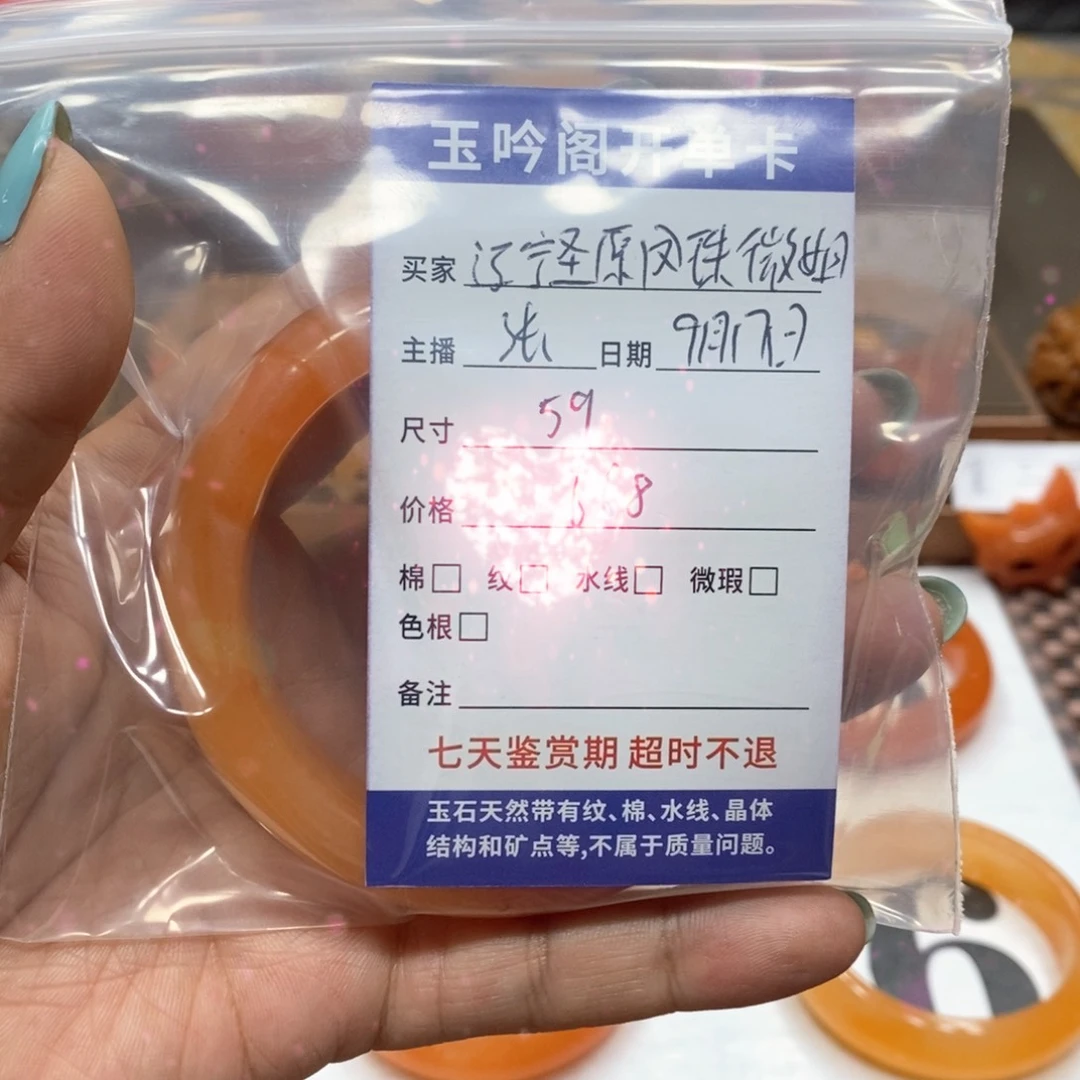 玉吟阁开单卡
买家 辽宁泽原凤珠微姐
主播 张 日期 9月17日
尺寸 59
价格
棉□ 纹□ 水线□ 微瑕□
色根□
备注
七天鉴赏期 超时不退
玉石天然带有纹、棉、水线、晶体
结构和矿点等,不属于质量问题。